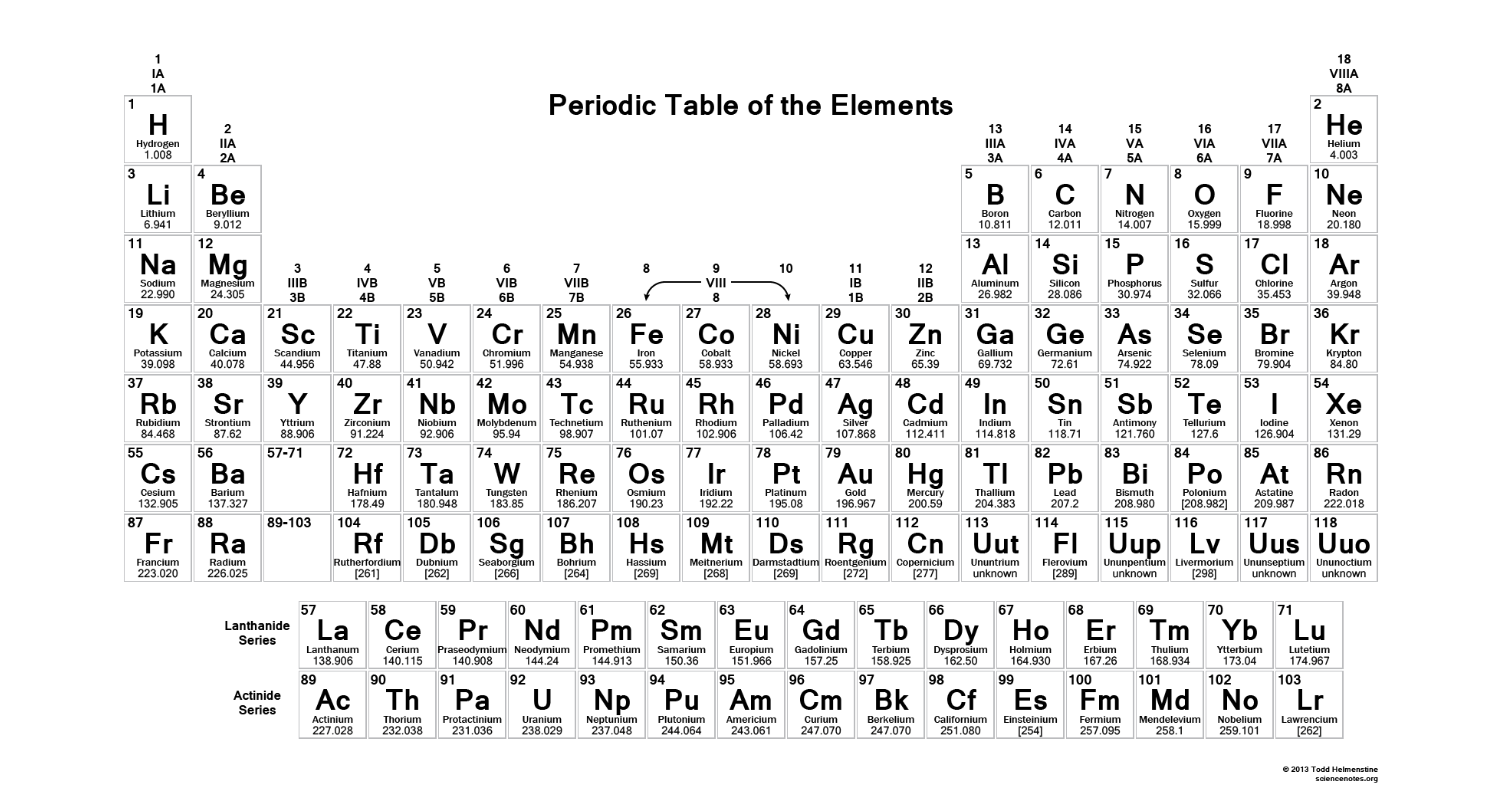 1
IA
1A
18
VIIIA
8A
Periodic Table of the Elements
1
H
Hydrogen
1.008
2
IIA
2A
13
IIIA
3A
14
IVA
4A
15
VA
5A
16
VIA
6A
17
VIIA
7A
2
He
Helium
4.003
3
Li
Lithium
6.941
4
Be
Beryllium
9.012
5
B
Boron
10.811
6
C
Carbon
12.011
7
N
Nitrogen
14.007
8
O
Oxygen
15.999
9
F
Fluorine
18.998
10
Ne
Neon
20.180
11
Na
Sodium
22.990
12
Mg
Magnesium
24.305
3
IIIB
3B
4
IVB
4B
5
VB
5B
6
VIB
6B
7
VIIB
7B
8
9
10
VIII
8
11
IB
1B
12
IIB
2B
13
Al
Aluminum
26.982
14
Si
Silicon
28.086
15
P
Phosphorus
30.974
16
S
Sulfur
32.066
17
Cl
Chlorine
35.453
18
Ar
Argon
39.948
19
K
Potassium
39.098
20
Ca
Calcium
40.078
21
Sc
Scandium
44.956
22
Ti
Titanium
47.88
23
V
Vanadium
50.942
24
Cr
Chromium
51.996
25
Mn
Manganese
54.938
26
Fe
Iron
55.933
27
Co
Cobalt
58.933
28
Ni
Nickel
58.693
29
Cu
Copper
63.546
30
Zn
Zinc
65.39
31
Ga
Gallium
69.732
32
Ge
Germanium
72.61
33
As
Arsenic
74.922
34
Se
Selenium
78.09
35
Br
Bromine
79.904
36
Kr
Krypton
84.80
37
Rb
Rubidium
84.468
38
Sr
Strontium
87.62
39
Y
Yttrium
88.906
40
Zr
Zirconium
91.224
41
Nb
Niobium
92.906
42
Mo
Molybdenum
95.94
43
Tc
Technetium
98.907
44
Ru
Ruthenium
101.07
45
Rh
Rhodium
102.906
46
Pd
Palladium
106.42
47
Ag
Silver
107.868
48
Cd
Cadmium
112.411
49
In
Indium
114.818
50
Sn
Tin
118.71
51
Sb
Antimony
121.760
52
Te
Tellurium
127.6
53
I
Iodine
126.904
54
Xe
Xenon
131.29
55
Cs
Cesium
132.905
56
Ba
Barium
137.327
57-71
72
Hf
Hafnium
178.49
73
Ta
Tantalum
180.948
74
W
Tungsten
183.85
75
Re
Rhenium
186.207
76
Os
Osmium
190.23
77
Ir
Iridium
192.22
78
Pt
Platinum
195.08
79
Au
Gold
196.967
80
Hg
Mercury
200.59
81
Tl
Thallium
204.383
82
Pb
Lead
207.2
83
Bi
Bismuth
208.980
84
Po
Polonium
[208.982]
85
At
Astatine
209.987
86
Rn
Radon
222.018
87
Fr
Francium
223.020
88
Ra
Radium
226.025
89-103
104
Rf
Rutherfordium
[261]
105
Db
Dubnium
[262]
106
Sg
Seaborgium
[266]
107
Bh
Bohrium
[264]
108
Hs
Hassium
[269]
109
Mt
Meitnerium
[268]
110
Ds
Darmstadtium
[269]
111
Rg
Roentgenium
[272]
112
Cn
Copernicium
[277]
113
Uut
Ununtrium
unknown
114
Fl
Flerovium
[289]
115
Uup
Ununpentium
unknown
116
Lv
Livermorium
[298]
117
Uus
Ununseptium
unknown
118
Uuo
Ununoctium
unknown
Lanthanide
Series
57
La
Lanthanum
138.906
58
Ce
Cerium
140.115
59
Pr
Praseodymium
140.908
60
Nd
Neodymium
144.24
61
Pm
Promethium
144.913
62
Sm
Samarium
150.36
63
Eu
Europium
151.966
64
Gd
Gadolinium
157.25
65
Tb
Terbium
158.925
66
Dy
Dysprosium
162.50
67
Ho
Holmium
164.930
68
Er
Erbium
167.26
69
Tm
Thulium
168.934
70
Yb
Ytterbium
173.04
71
Lu
Lutetium
174.967
Actinide
Series
89
Ac
Actinium
227.028
90
Th
Thorium
232.038
91
Pa
Protactinium
231.036
92
U
Uranium
238.029
93
Np
Neptunium
237.048
94
Pu
Plutonium
244.064
95
Am
Americium
243.061
96
Cm
Curium
247.070
97
Bk
Berkelium
247.070
98
Cf
Californium
251.080
99
Es
Einsteinium
[254]
100
Fm
Fermium
257.095
101
Md
Mendelevium
258.1
102
No
Nobelium
259.101
103
Lr
Lawrencium
[262]
© 2013 Todd Helmenstine
sciencenotes.org